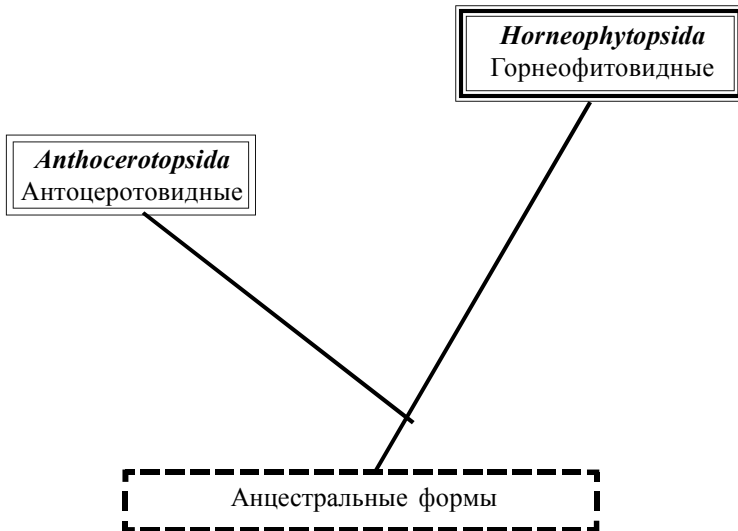 Horneophytopsida
Горнеофитовидные
Anthocerotopsida
Антоцеротовидные
Анцестральные формы